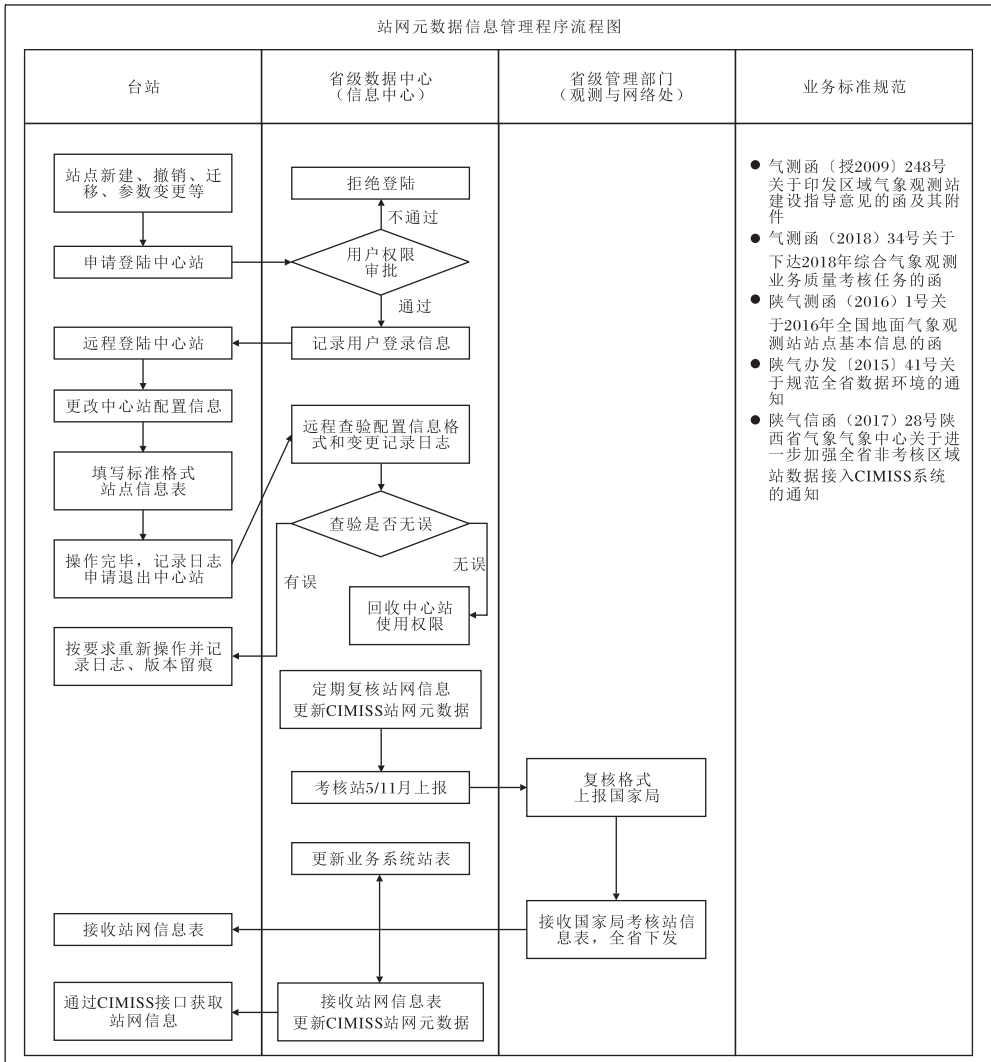 站网元数据信息管理程序流程图
台站
省级数据中心
（信息中心）
省级管理部门
（观测与网络处）
业务标准规范
站点新建、撤销、迁
移、参数变更等
申请登陆中心站
远程登陆中心站
更改中心站配置信息
填写标准格式
站点信息表
操作完毕，记录日志
申请退出中心站
按要求重新操作并记
录日志、版本留痕
接收站网信息表
通过CIMISS接口获取
站网信息
拒绝登陆
不通过
用户权限
审批
通过
记录用户登录信息
远程查验配置信息格
式和变更记录日志
查验是否无误
有误
无误
回收中心站
使用权限
定期复核站网信息
更新CIMISS站网元数据
考核站5/11月上报
更新业务系统站表
接收站网信息表
更新CIMISS站网元数据
复核格式
上报国家局
接收国家局考核站信
息表，全省下发
● 气测函〔授2009〕248号
关于印发区域气象观测站
建设指导意见的函及其附
件
● 气测函（2018）34号关于
下达2018年综合气象观测
业务质量考核任务的函
● 陕气测函（2016）1号关
于2016年全国地面气象观
测站站点基本信息的函
● 陕气办发〔2015〕41号关
于规范全省数据环境的通
知
● 陕气信函（2017）28号陕
西省气象气象中心关于进
一步加强全省非考核区域
站数据接入CIMISS系统
的通知